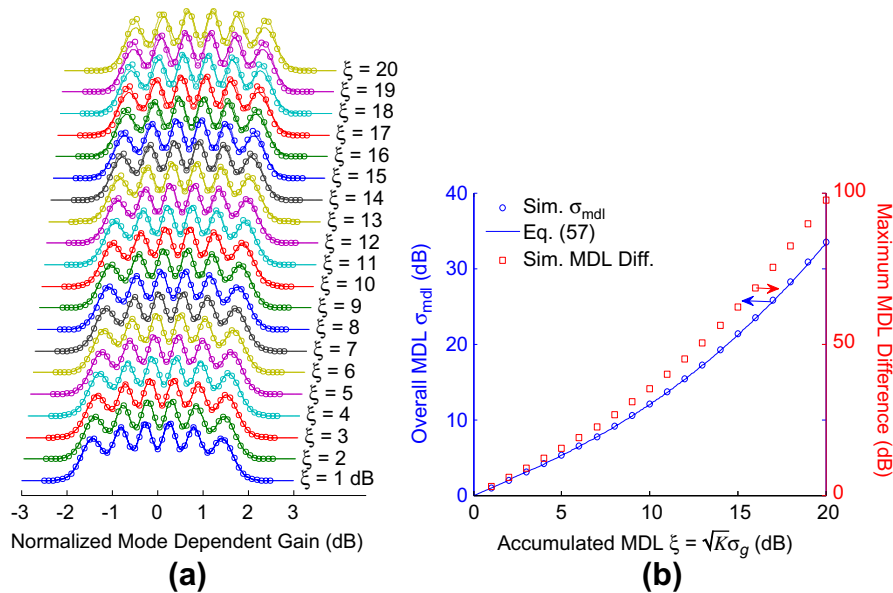 ξ = 20
ξ = 19
ξ = 18
ξ = 17
ξ = 16
ξ = 15
ξ = 14
ξ = 13
ξ = 12
ξ = 11
ξ = 10
ξ = 9
ξ = 8
ξ = 7
ξ = 6
ξ = 5
ξ = 4
ξ = 3
ξ = 2
ξ = 1 dB
-3 -2 -1 0 1 2 3
Normalized Mode Dependent Gain (dB)
(a)
40
30
20
10
0
Overall MDL σmdl (dB)
Sim. σmdl
Eq. (57)
Sim. MDL Diff.
100
50
0
Maximum MDL Difference
(dB)
0 5 10 15 20
Accumulated MDL ξ = √Kσg (dB)
(b)